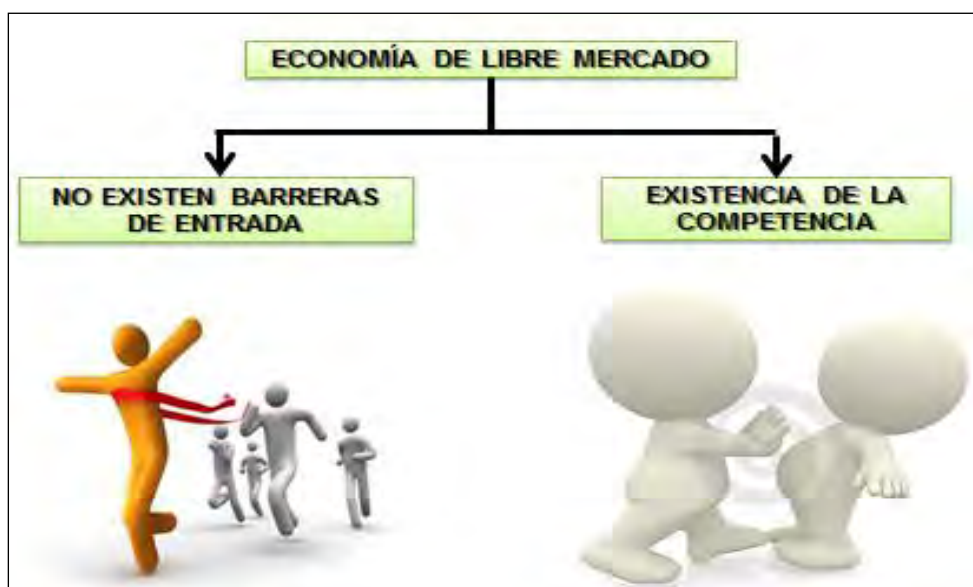 ECONOMÍA DE LIBRE MERCADO
NO EXISTEN BARRERAS
DE ENTRADA
EXISTENCIA DE LA
COMPETENCIA